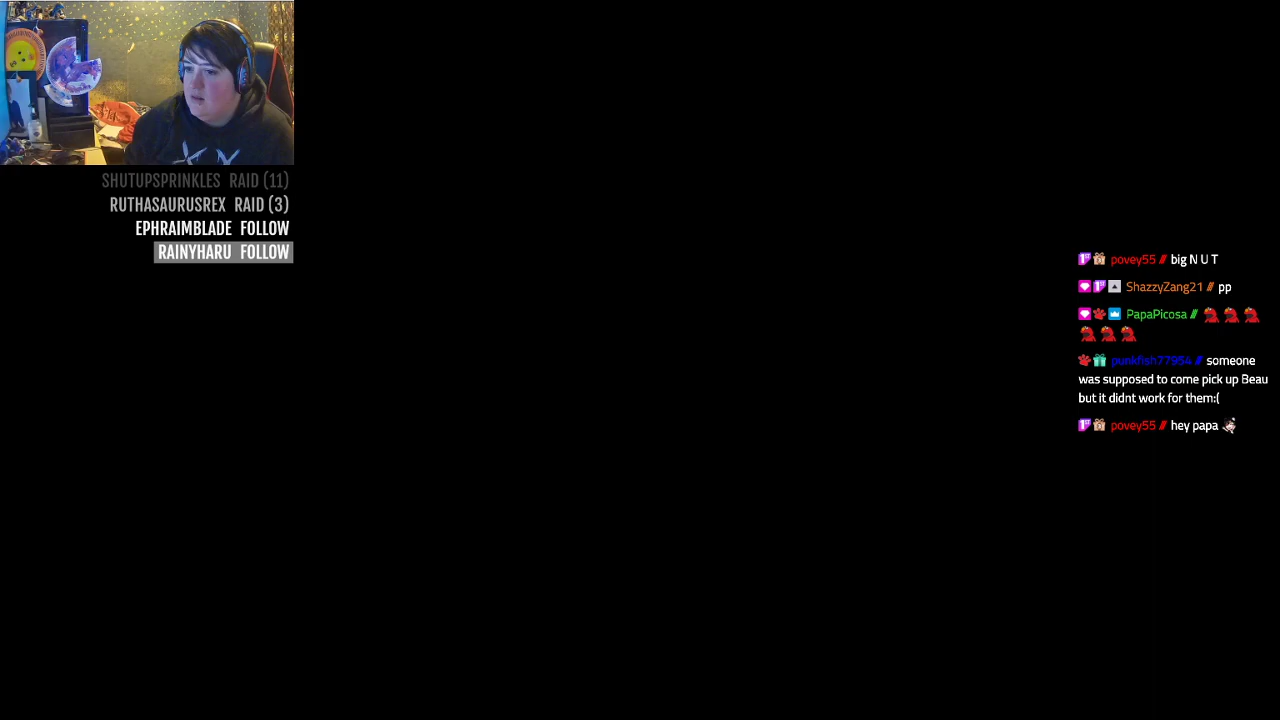 SHUTUPSPRINKLES RAID (11)
RUTHASAURUSREX RAID (3)
EPHRAIMBLADE FOLLOW
RAINYHARU FOLLOW
povey55 // big N U T
ShazzyZang21 // pp
PapaPicosa //
punkfish77954 // someone
was supposed to come pick up Beau
but it didnt work for them:(
povey55 // hey papa